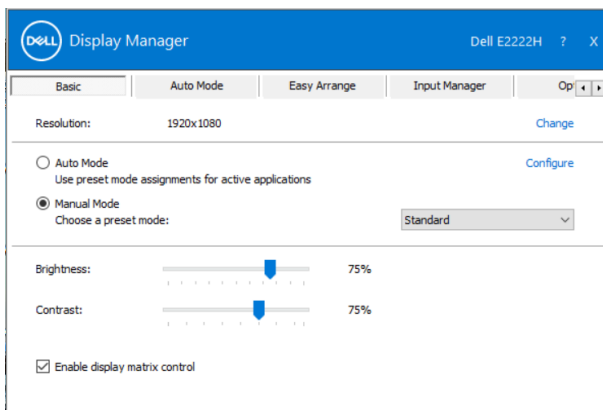 DELL Display Manager Dell E2222H ? X
Basic Auto Mode Easy Arrange Input Manager Op
Resolution: 1920x1080 Change
Auto Mode Configure
Use preset mode assignments for active applications
Manual Mode
Choose a preset mode: Standard
Brightness: 75%
Contrast: 75%
Enable display matrix control